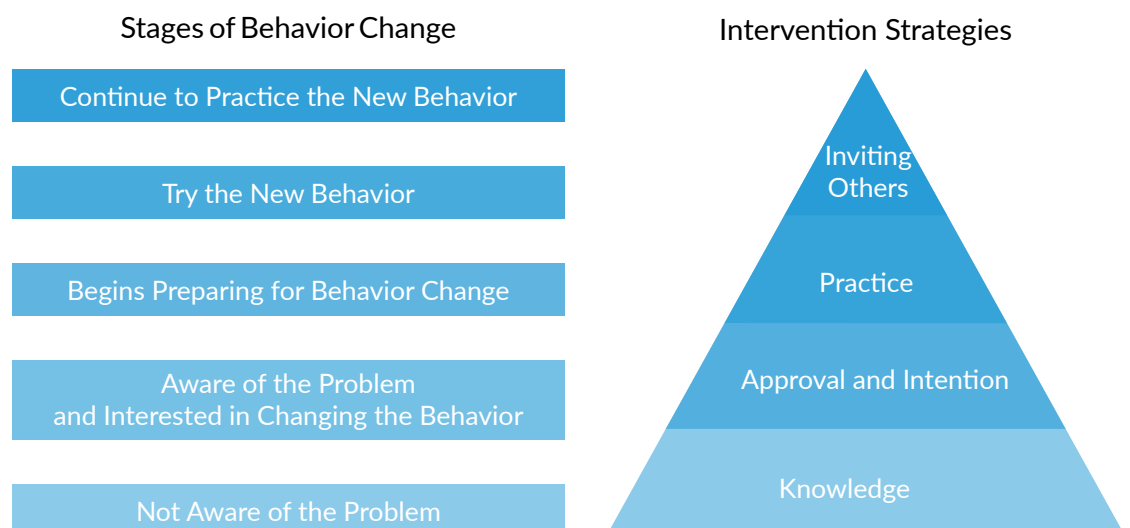 Stages of Behavior Change
Continue to Practice the New Behavior
Try the New Behavior
Begins Preparing for Behavior Change
Aware of the Problem
and Interested in Changing the Behavior
Not Aware of the Problem
Intervention Strategies
Inviting
Others
Practice
Approval and Intention
Knowledge